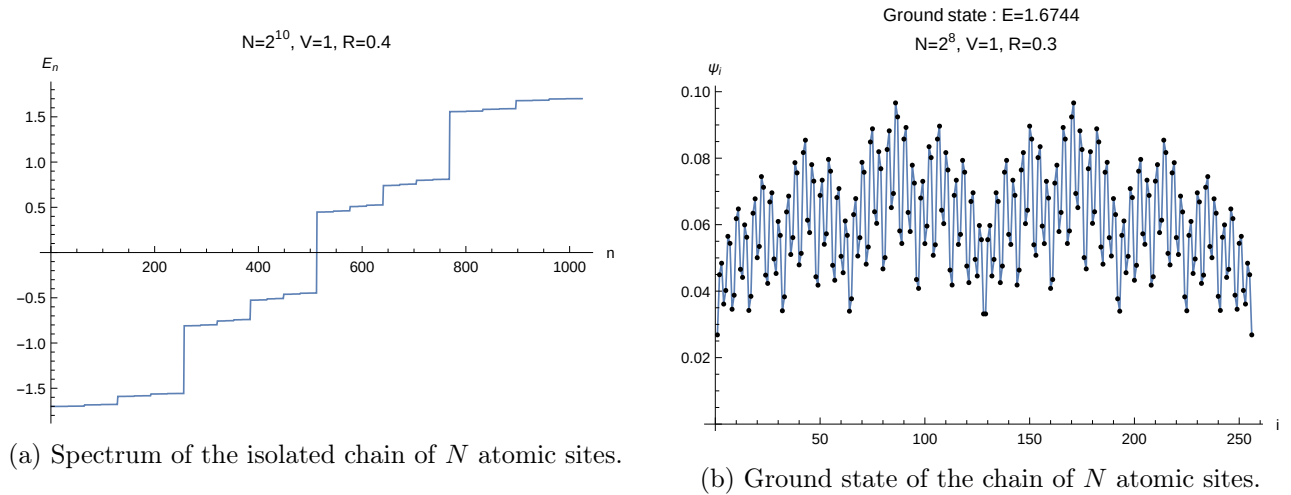 N=2^10, V=1, R=0.4
E_n
1.5
1.0
0.5
200
400
600
800
1000
n
−0.5
−1.0
−1.5
(a) Spectrum of the isolated chain of N atomic sites.
Ground state : E=1.6744
N=2^8, V=1, R=0.3
ψ_i
0.10
0.08
0.06
0.04
0.02
50
100
150
200
250
i
(b) Ground state of the chain of N atomic sites.